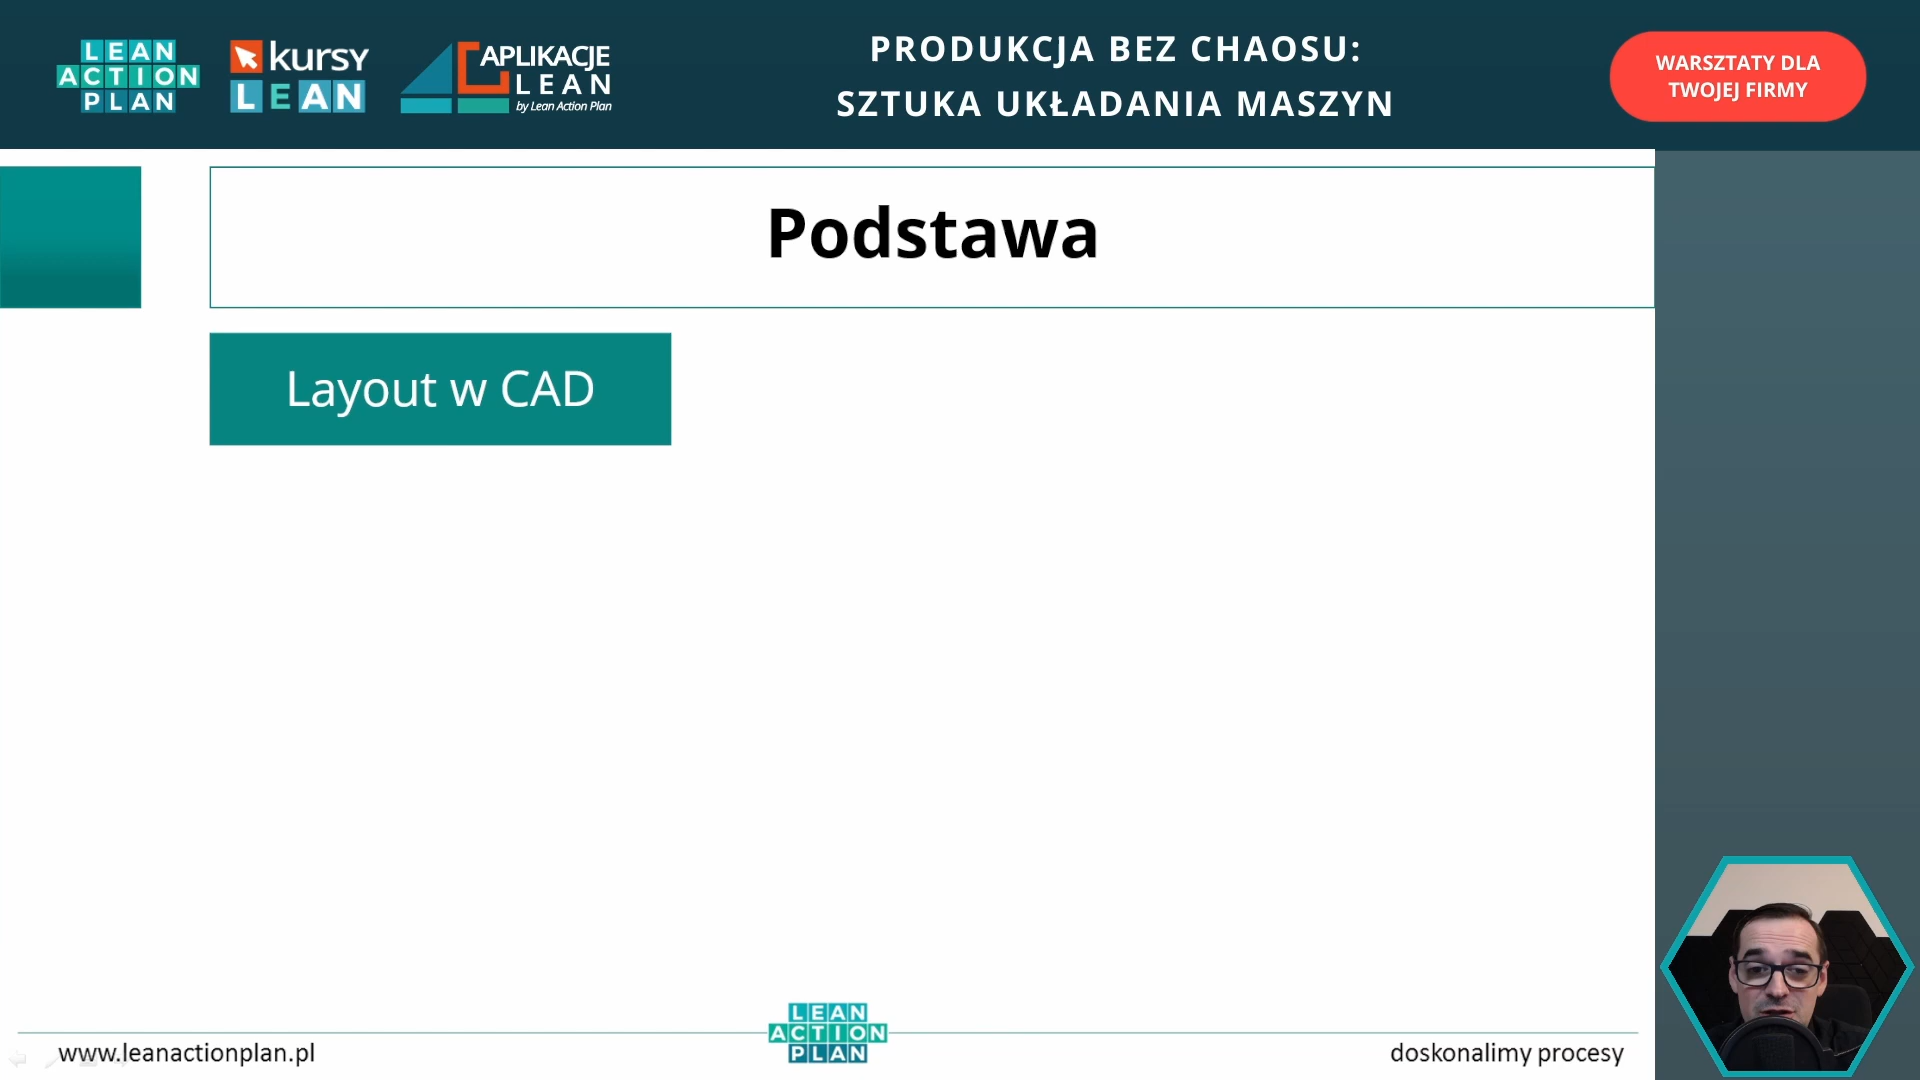 LEAN
ACTION
PLAN
kursy
LEAN
APLIKACJE
LEAN
by Lean Action Plan
PRODUKCJA BEZ CHAOSU:
SZTUKA UKŁADANIA MASZYN
WARSZTATY DLA
TWOJEJ FIRMY
Podstawa
Layout w CAD
www.leanactionplan.pl
LEAN
ACTION
PLAN
doskonalimy procesy